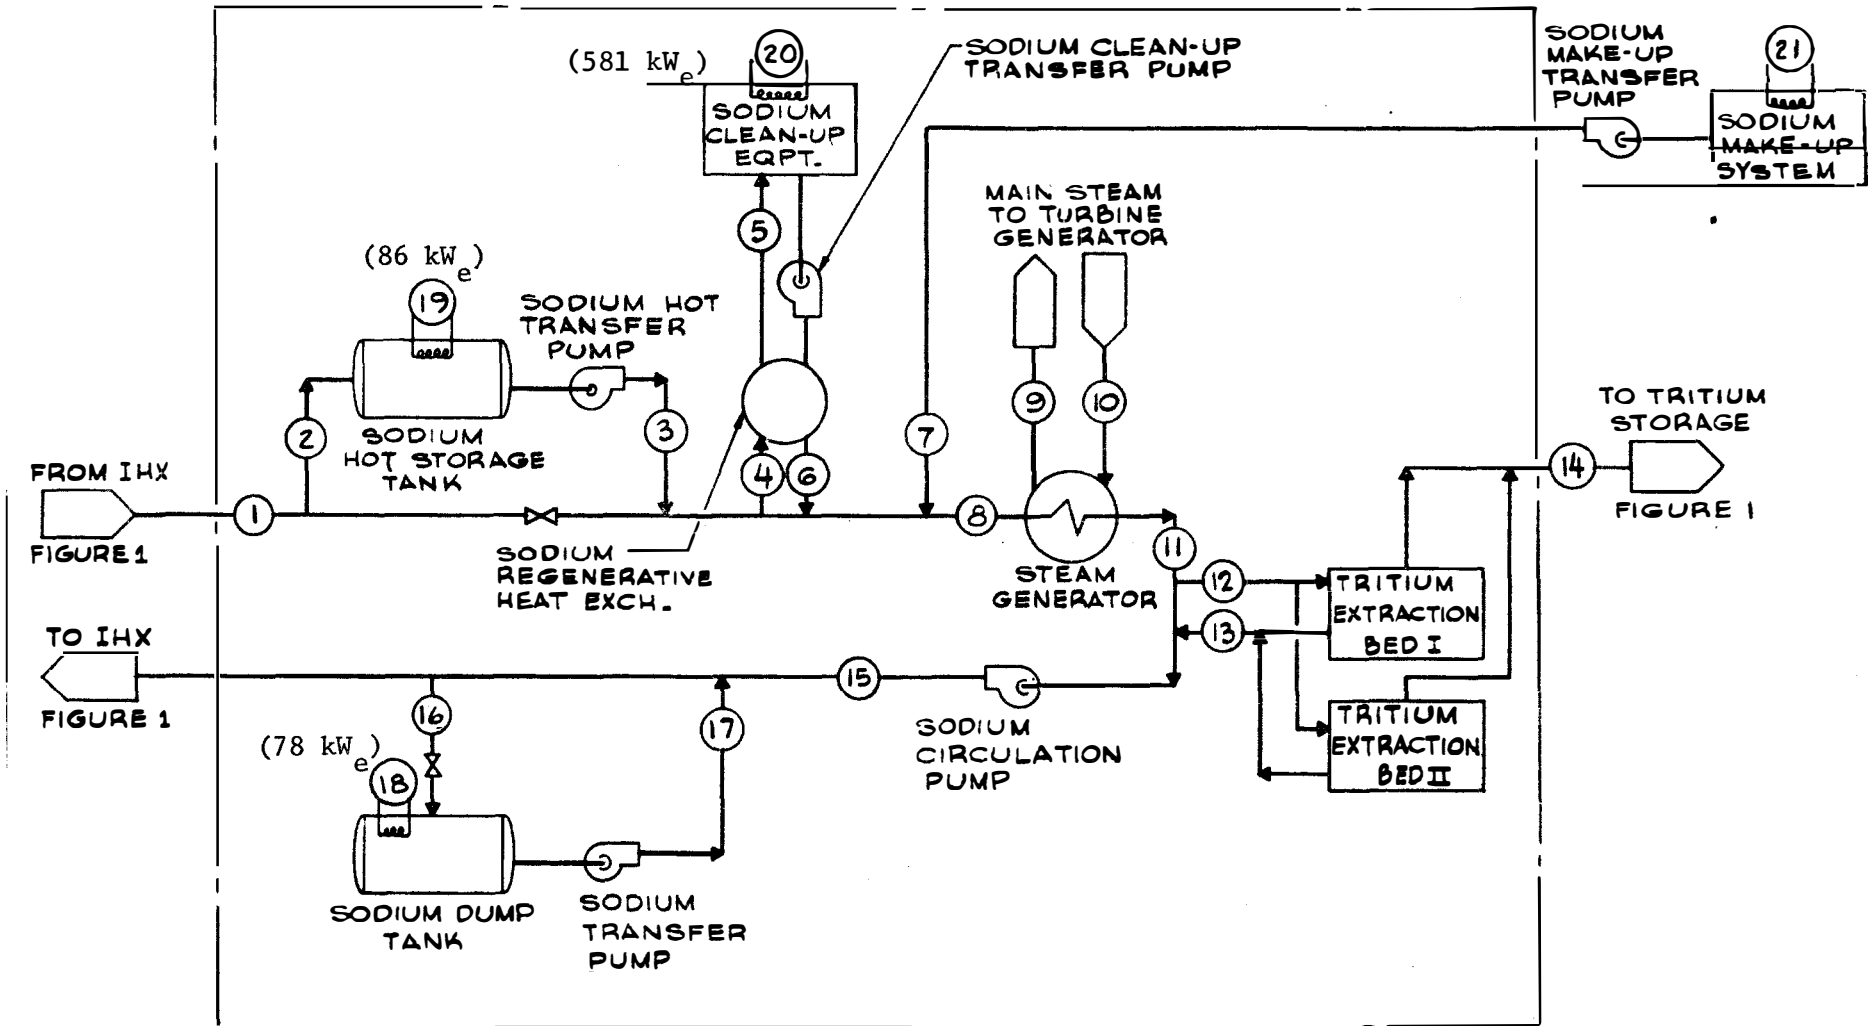 (581 kWe)
20
SODIUM
CLEAN-UP
EQPT.
SODIUM CLEAN-UP
TRANSFER PUMP
SODIUM
MAKE-UP
TRANSFER
PUMP
21
SODIUM
MAKE-UP
SYSTEM
5
MAIN STEAM
TO TURBINE
GENERATOR
(86 kWe)
19
SODIUM HOT
TRANSFER
PUMP
2
SODIUM
HOT STORAGE
TANK
3
4
6
7
9
10
TO TRITIUM
STORAGE
14
FIGURE 1
FROM IHX
1
FIGURE 1
SODIUM
REGENERATIVE
HEAT EXCH.
8
STEAM
GENERATOR
11
12
13
TRITIUM
EXTRACTION
BED I
TRITIUM
EXTRACTION
BED II
TO IHX
FIGURE 1
15
SODIUM
CIRCULATION
PUMP
16
17
(78 kWe)
18
SODIUM DUMP
TANK
SODIUM
TRANSFER
PUMP